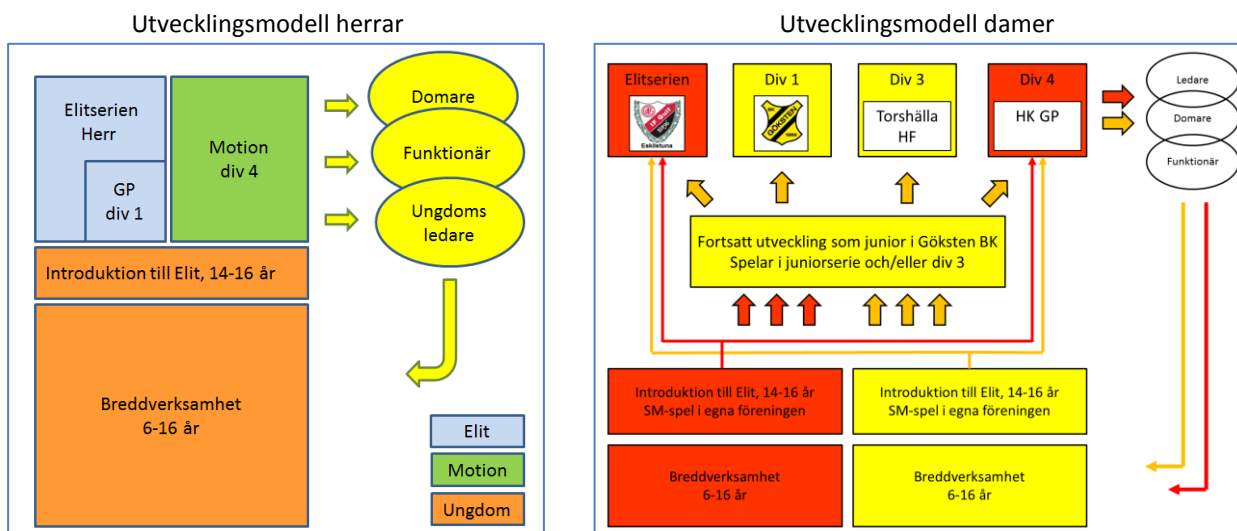 Utvecklingsmodell herrar
Elitserien
Herr
GP
div 1
Motion
div 4
Domare
Funktionär
Ungdoms
ledare
Introduktion till Elit, 14-16 år
Breddverksamhet
6-16 år
Elit
Motion
Ungdom
Utvecklingsmodell damer
Elitserien
Eskilstuna
Div 1
GÖKSTEN
Div 3
Torshälla
HF
Div 4
HK GP
Ledare
Domare
Funktionär
Fortsatt utveckling som junior i Göksten BK
Spelar i juniorserie och/eller div 3
Introduktion till Elit, 14-16 år
SM-spel i egna föreningen
Introduktion till Elit, 14-16 år
SM-spel i egna föreningen
Breddverksamhet
6-16 år
Breddverksamhet
6-16 år